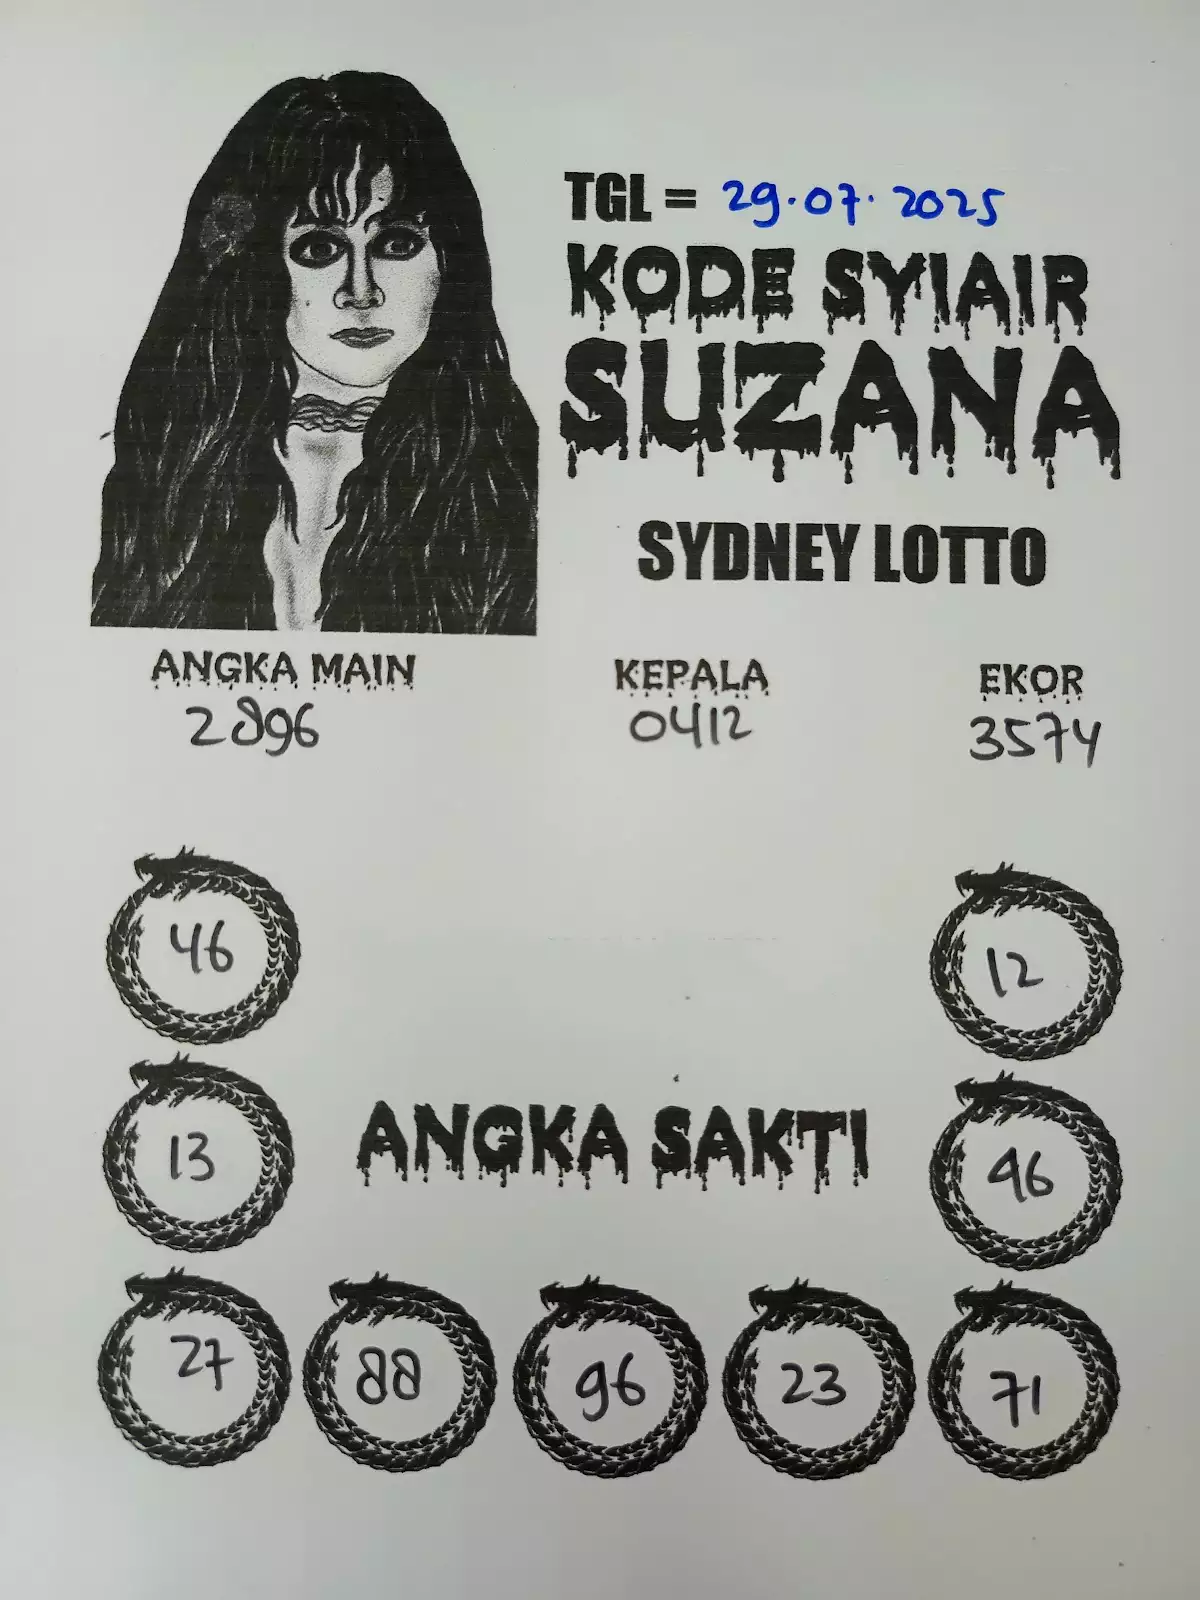 TGL = 29.07.2025
KODE SYIAIR
SUZANA
SYDNEY LOTTO
ANGKA MAIN
2896
KEPALA
0412
EKOR
3574
46
12
13
ANGKA SAKTI
96
27
88
96
23
71